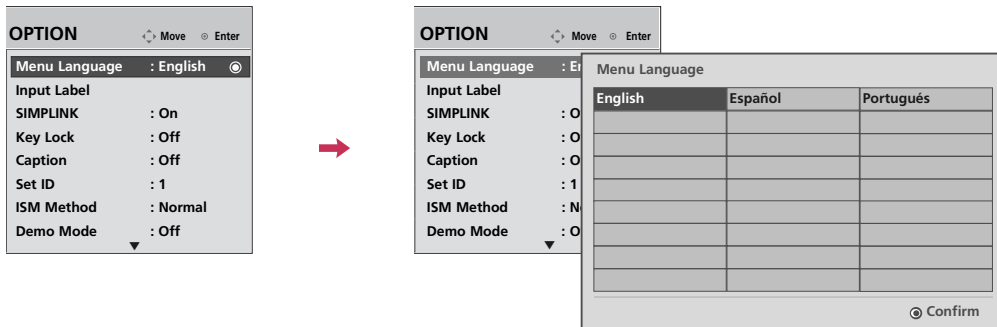 OPTION Move Enter
Menu Language : English
Input Label
SIMPLINK : On
Key Lock : Off
Caption : Off
Set ID : 1
ISM Method : Normal
Demo Mode : Off
OPTION Move Enter
Menu Language : En
Input Label
SIMPLINK : O
Key Lock : O
Caption : O
Set ID : 1
ISM Method : N
Demo Mode : O
Menu Language
English Español Portugués
Confirm